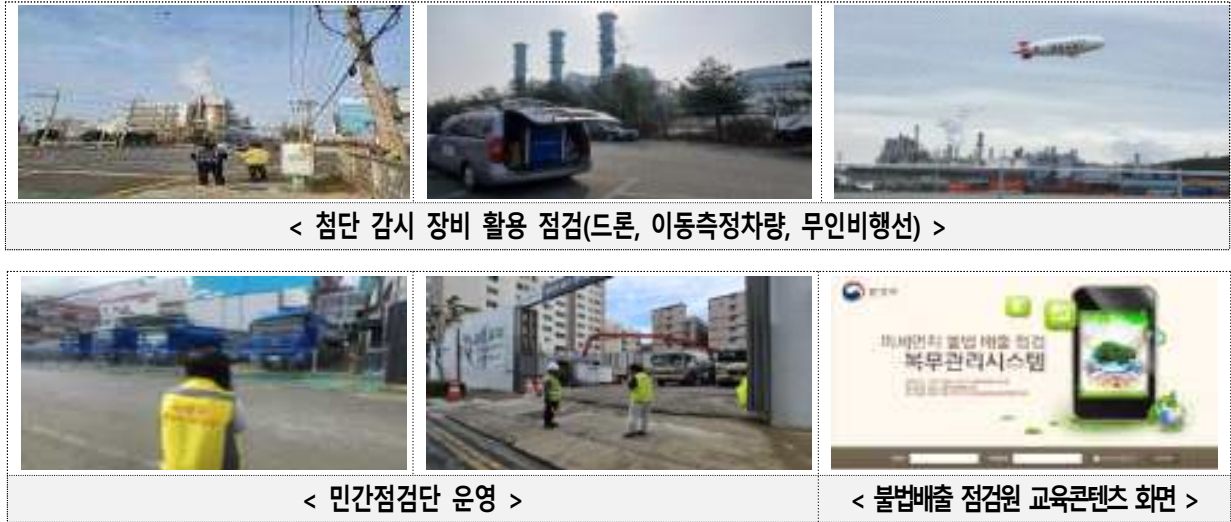 < 첨단 감시 장비 활용 점검(드론, 이동측정차량, 무인비행선) >
미세먼지 불법 배출 점검
복무관리시스템
< 민간점검단 운영 >
< 불법배출 점검원 교육콘텐츠 화면 >